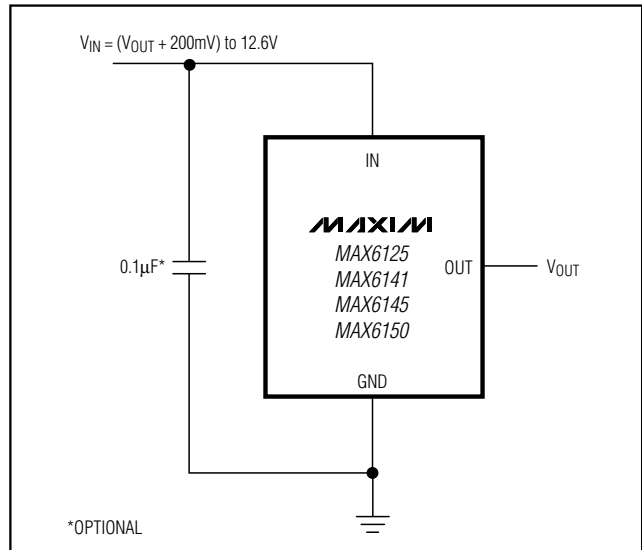 VIN = (VOUT + 200mV) to 12.6V
IN
MAXIM
MAX6125
MAX6141
MAX6145
MAX6150
0.1μF*
OUT
VOUT
GND
*OPTIONAL